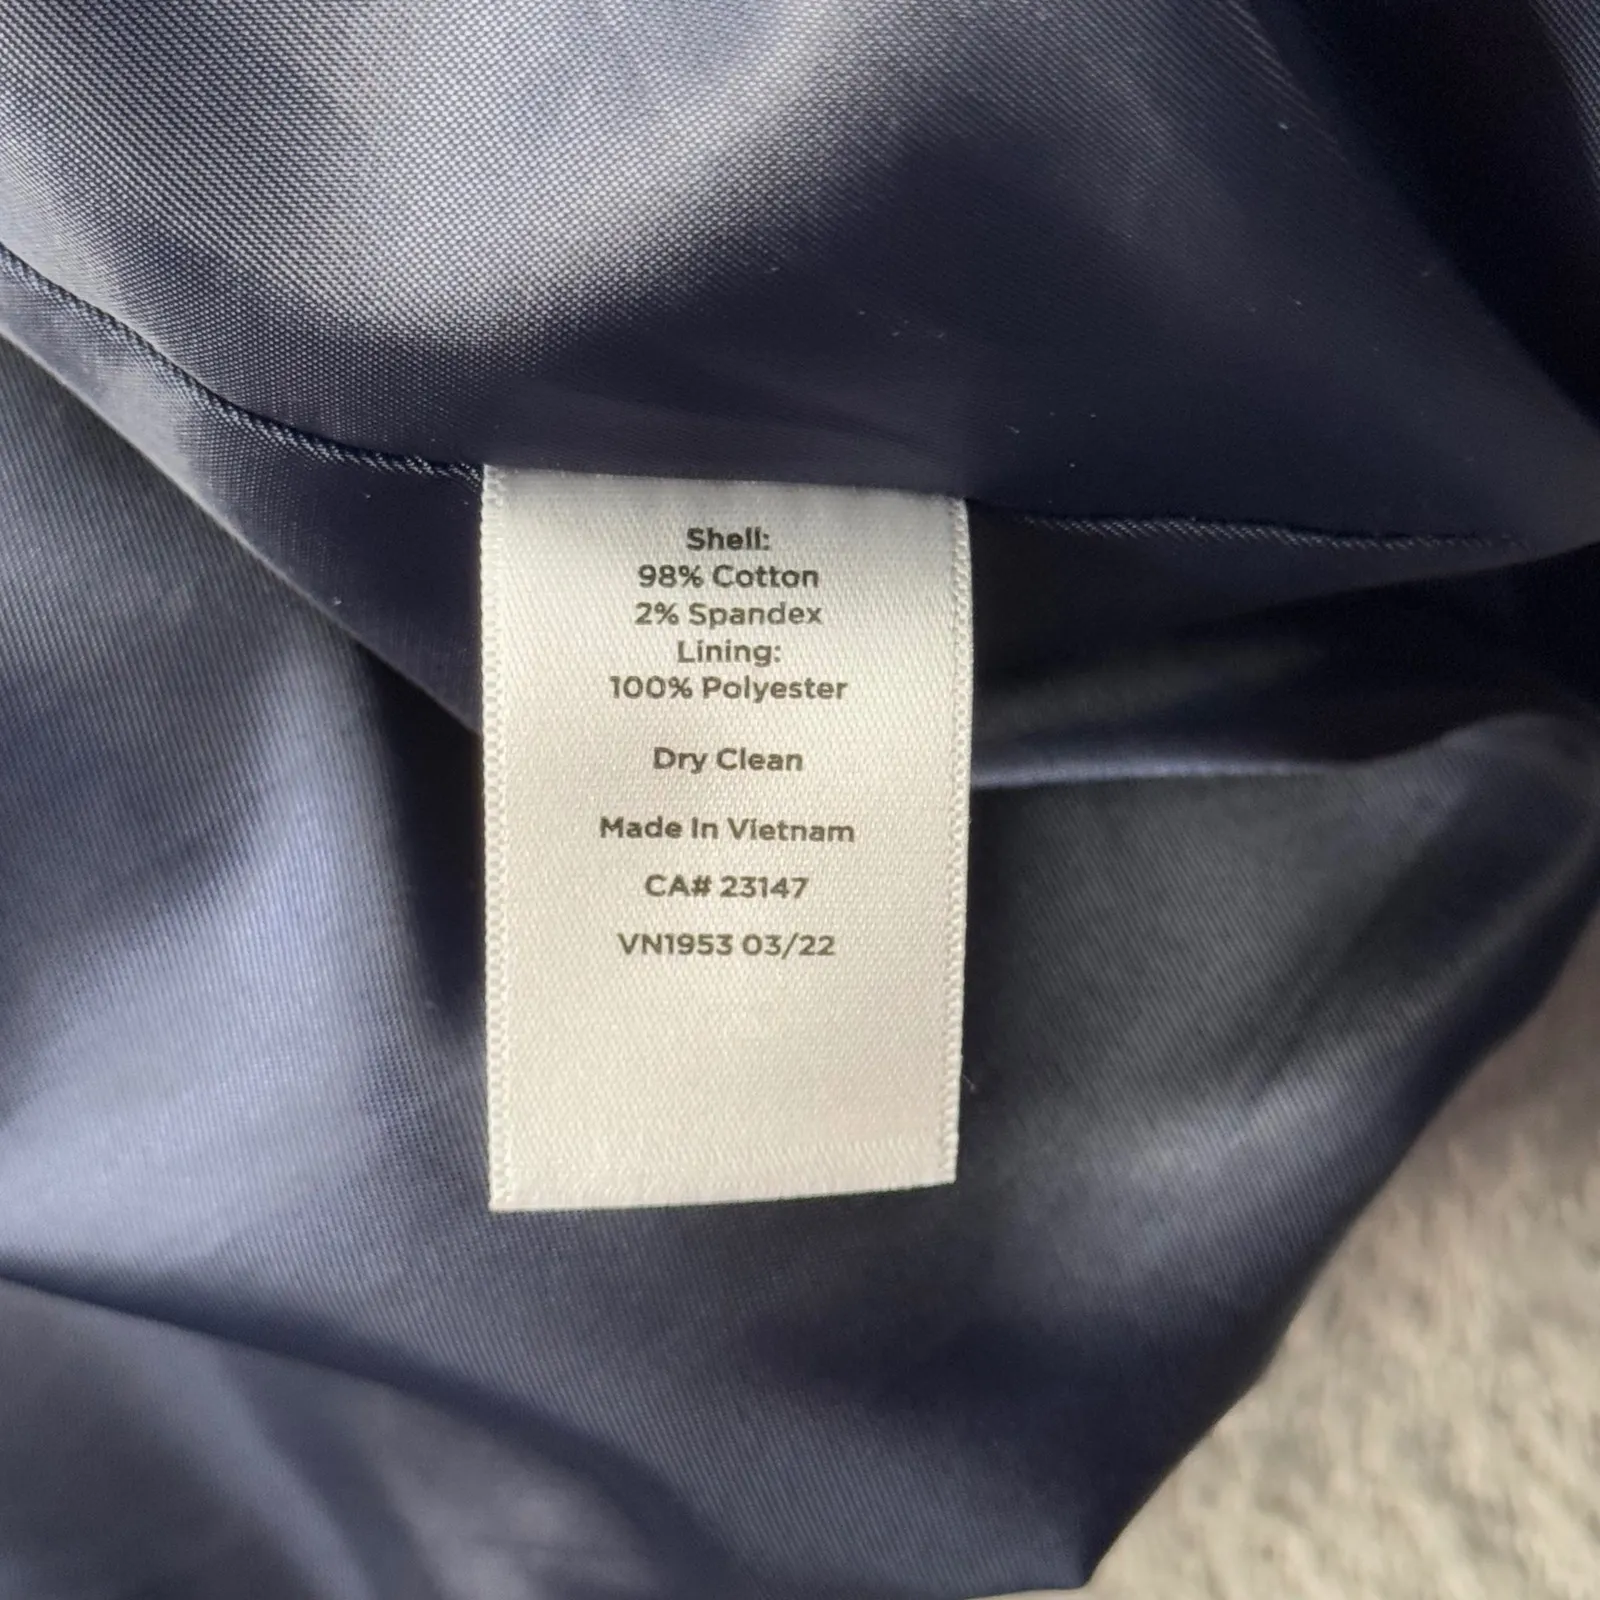 Shell:
98% Cotton
2% Spandex
Lining:
100% Polyester
Dry Clean
Made In Vietnam
CA# 23147
VN1953 03/22